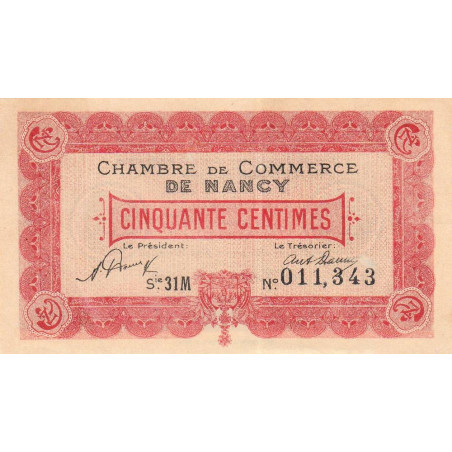 CHAMBRE DE COMMERCE
DE NANCY
CINQUANTE CENTIMES
Le Président: Le Trésorier:
Sie 31M No 011,343